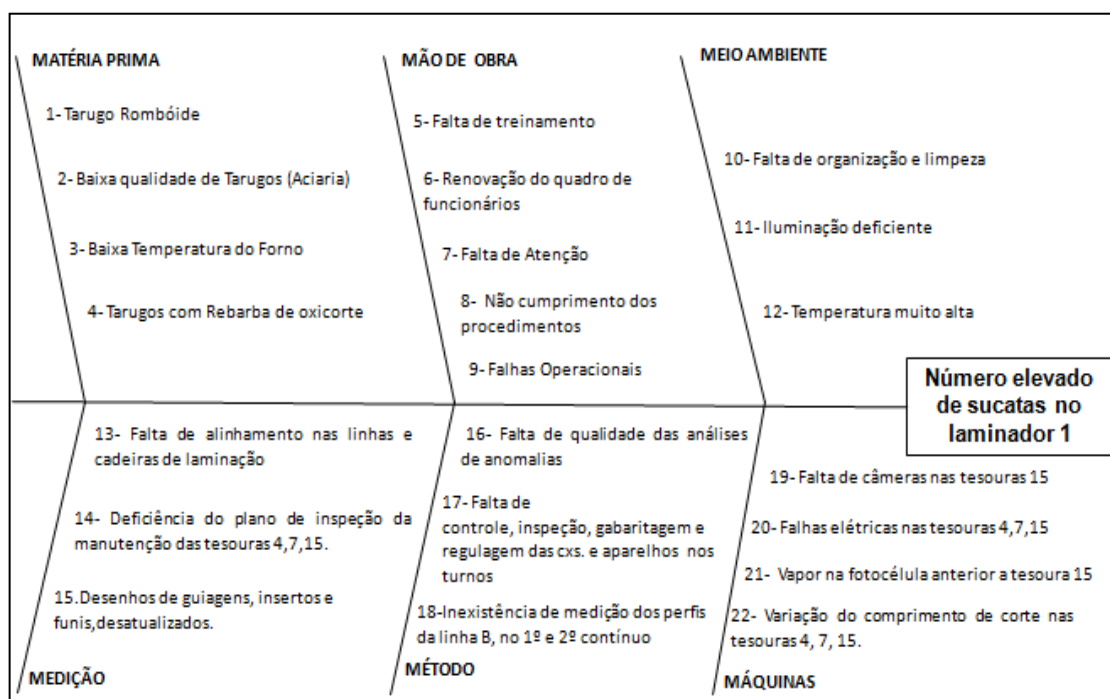 MATÉRIA PRIMA
1- Tarugo Rombóide
2- Baixa qualidade de Tarugos (Aciaria)
3- Baixa Temperatura do Forno
4- Tarugos com Rebarba de oxicorte
MÃO DE OBRA
5- Falta de treinamento
6- Renovação do quadro de
funcionários
7- Falta de Atenção
8- Não cumprimento dos
procedimentos
9- Falhas Operacionais
MEIO AMBIENTE
10- Falta de organização e limpeza
11- Iluminação deficiente
12- Temperatura muito alta
Número elevado
de sucatas no
laminador 1
13- Falta de alinhamento nas linhas e
cadeiras de laminação
14- Deficiência do plano de inspeção da
manutenção das tesouras 4,7,15.
15.Desenhos de guiagens, insertos e
funis,desatualizados.
MEDIÇÃO
16- Falta de qualidade das análises
de anomalias
17- Falta de
controle, inspeção, gabaritagem e
regulagem das cxs. e aparelhos nos
turnos
18-Inexistência de medição dos perfis
da linha B, no 1º e 2º contínuo
MÉTODO
19- Falta de câmeras nas tesouras 15
20- Falhas elétricas nas tesouras 4,7,15
21- Vapor na fotocélula anterior a tesoura 15
22- Variação do comprimento de corte nas
tesouras 4, 7, 15.
MÁQUINAS